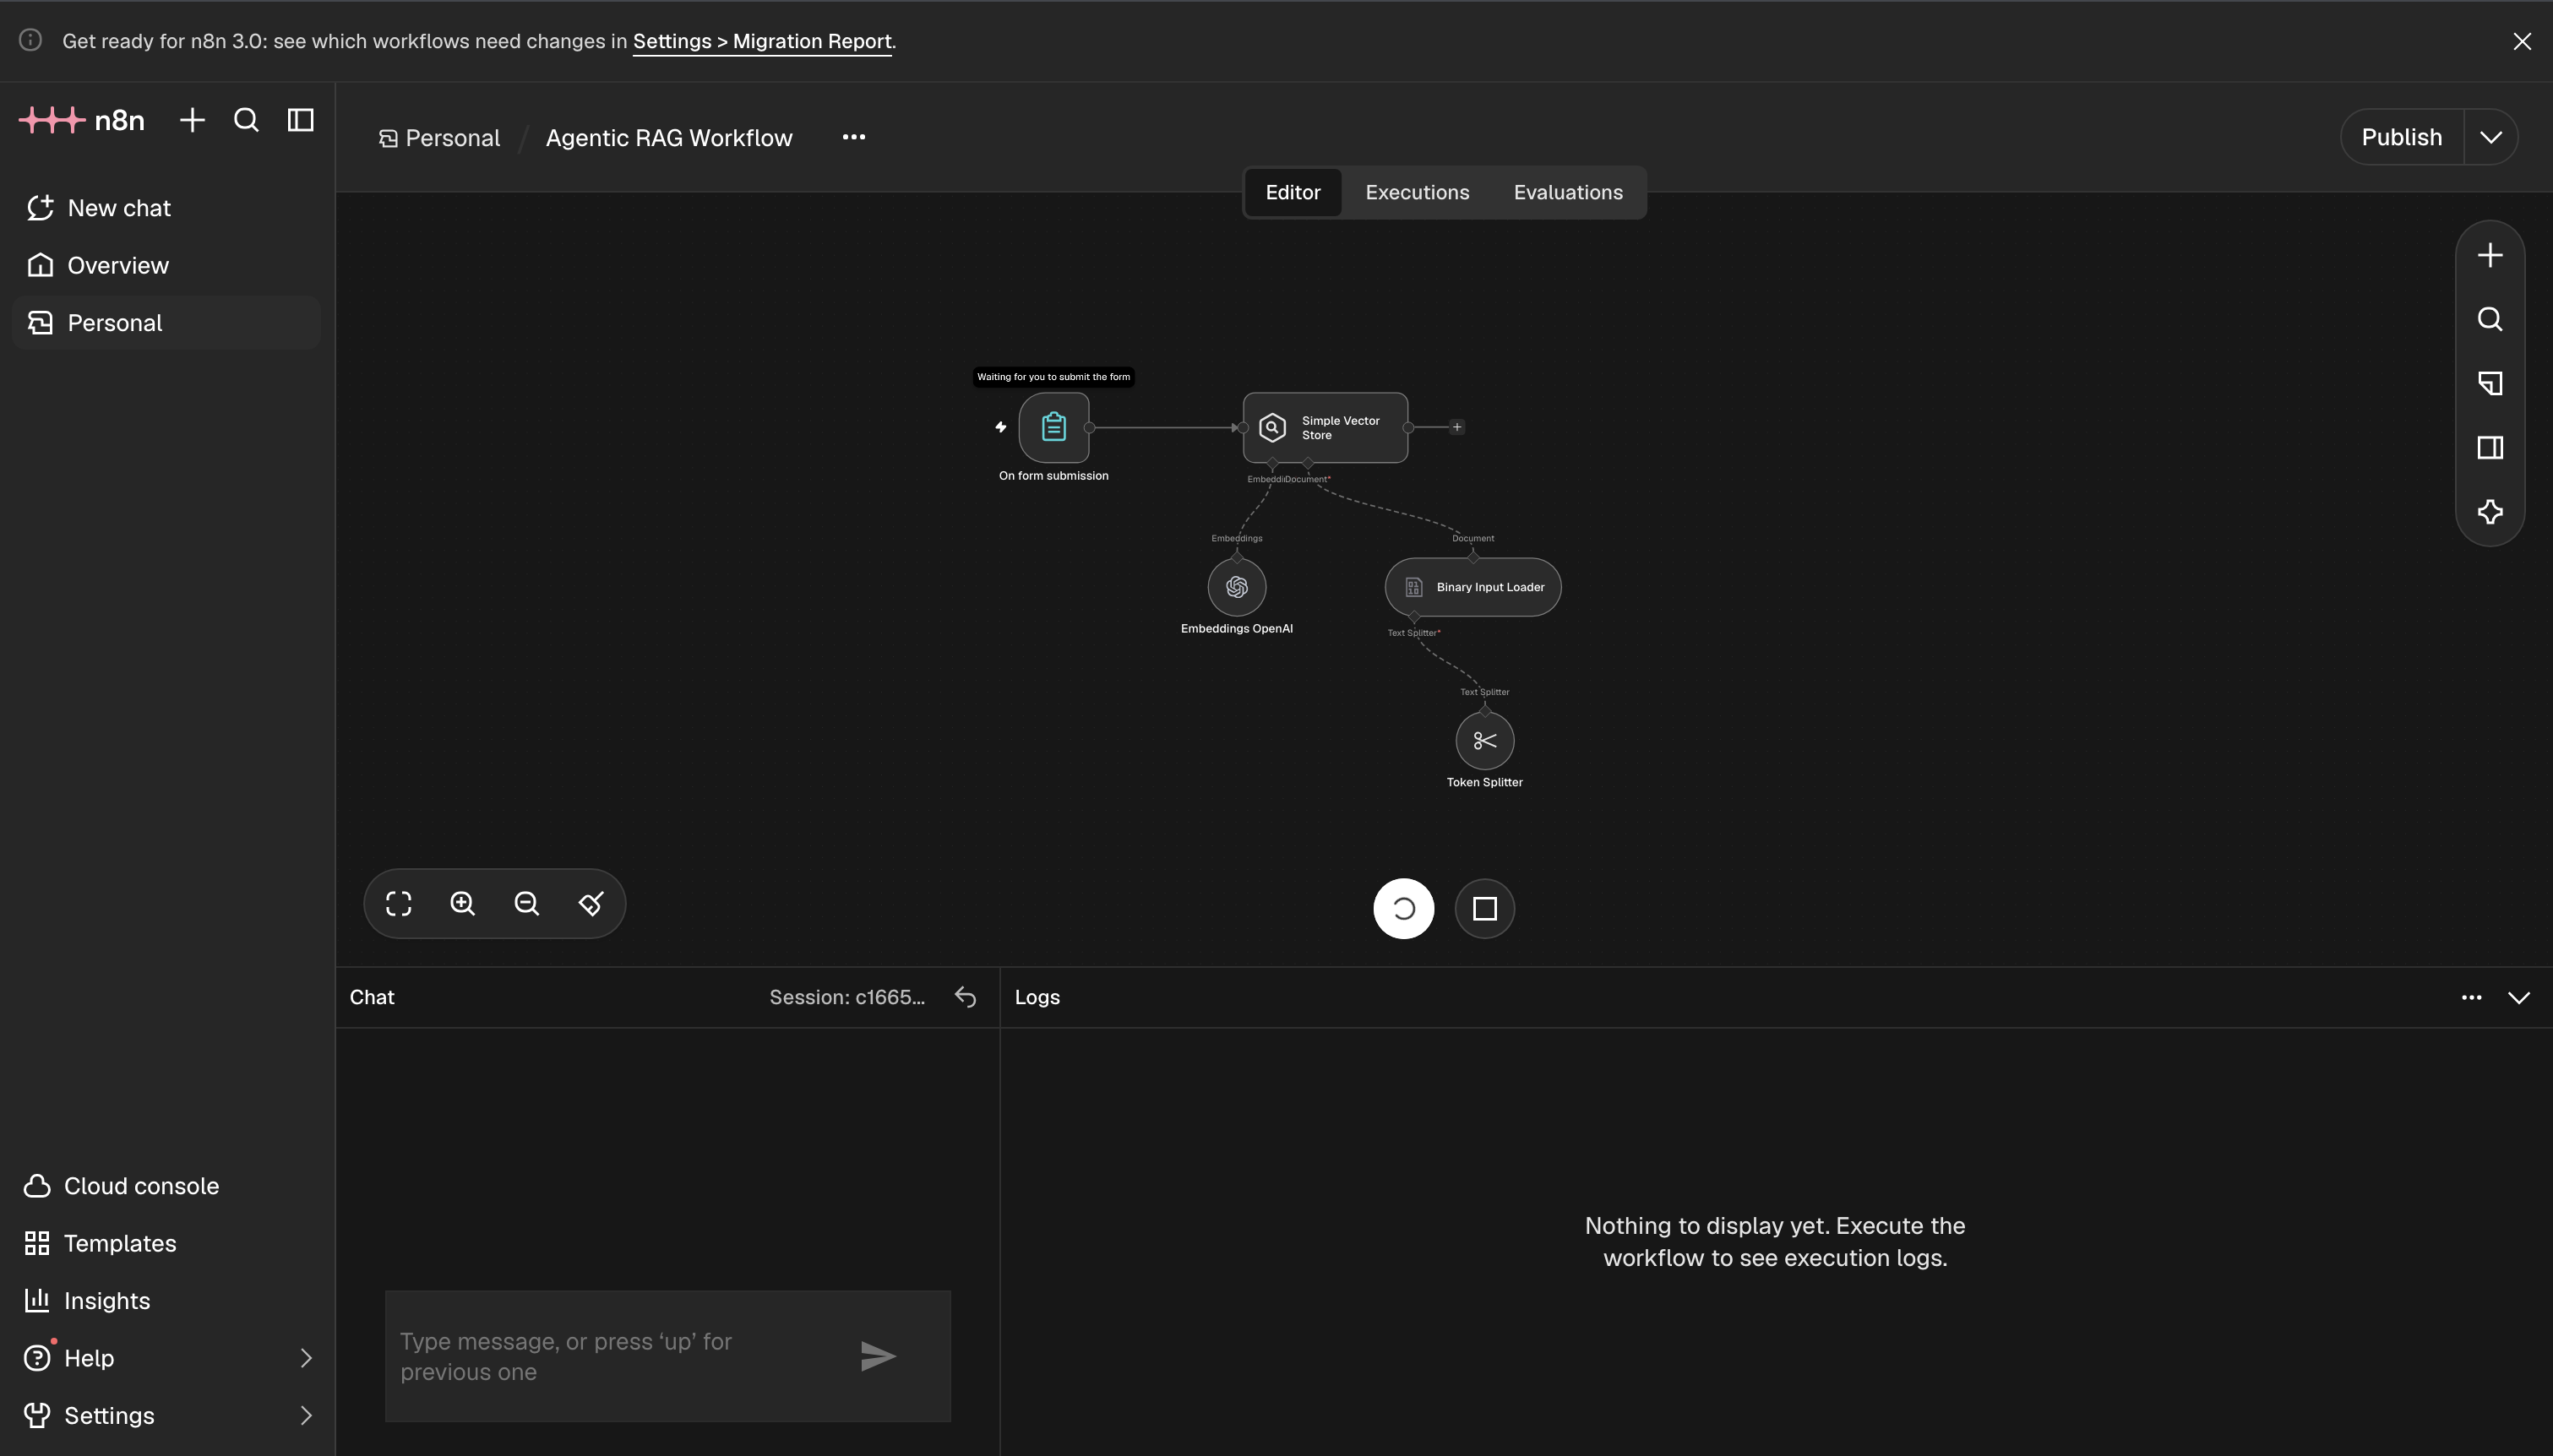 Get ready for n8n 3.0: see which workflows need changes in Settings > Migration Report.
n8n
New chat
Overview
Personal
Personal / Agentic RAG Workflow
Publish
Editor
Executions
Evaluations
Waiting for you to submit the form
On form submission
Simple Vector
Store
Embeddi
Document*
Embeddings
Embeddings OpenAI
Document
Binary Input Loader
Text Splitter*
Text Splitter
Token Splitter
Chat
Session: c1665...
Logs
Nothing to display yet. Execute the
workflow to see execution logs.
Type message, or press ‘up’ for
previous one
Cloud console
Templates
Insights
Help
Settings